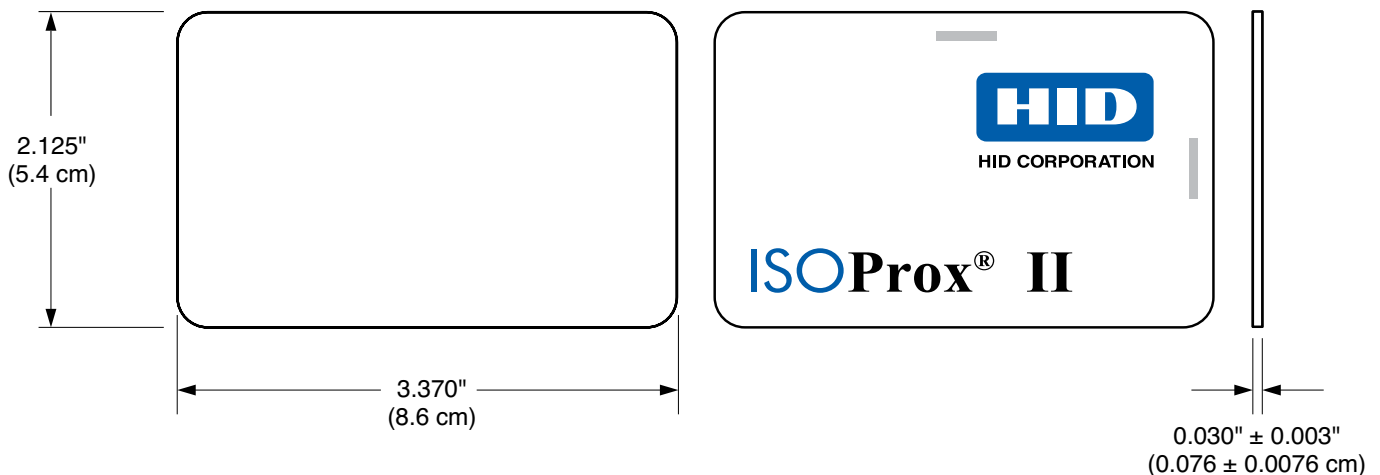 2.125"
(5.4 cm)
3.370"
(8.6 cm)
HID
HID CORPORATION
ISOProx® II
0.030" ± 0.003"
(0.076 ± 0.0076 cm)